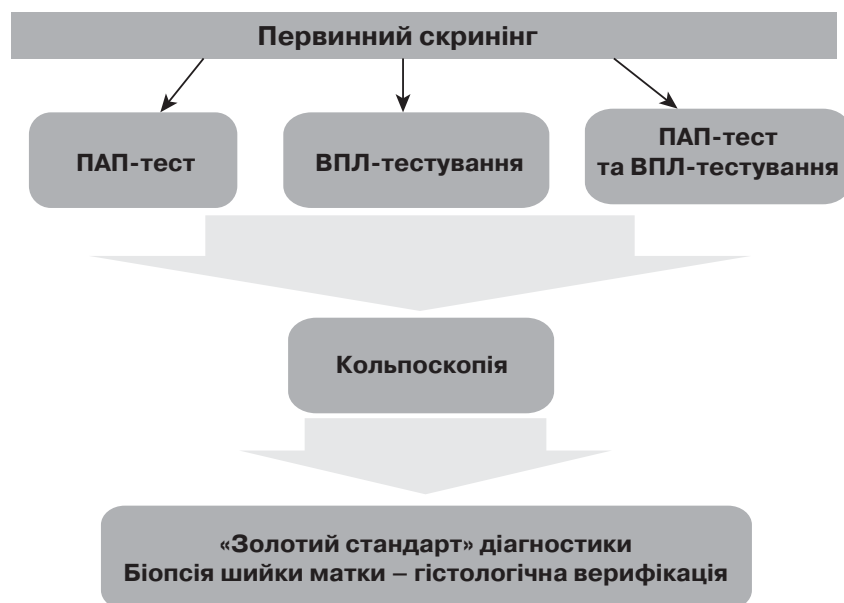 Первинний скринінг
ПАП-тест
ВПЛ-тестування
ПАП-тест
та ВПЛ-тестування
Кольпоскопія
«Золотий стандарт» діагностики
Біопсія шийки матки – гістологічна верифікація